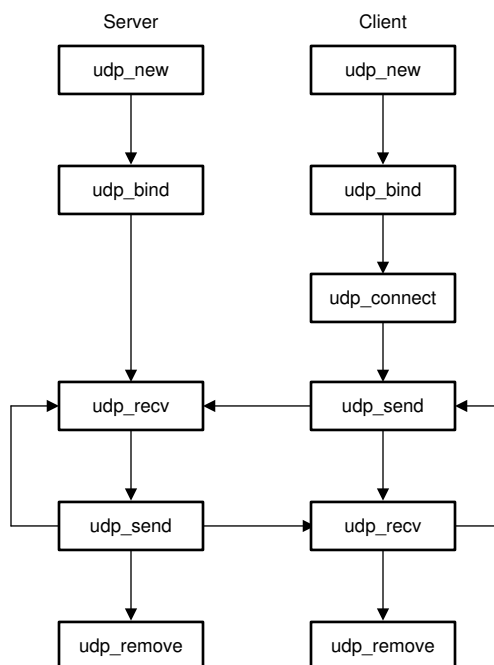 Server
Client
udp_new
udp_new
udp_bind
udp_bind
udp_connect
udp_recv
udp_send
udp_send
udp_recv
udp_remove
udp_remove